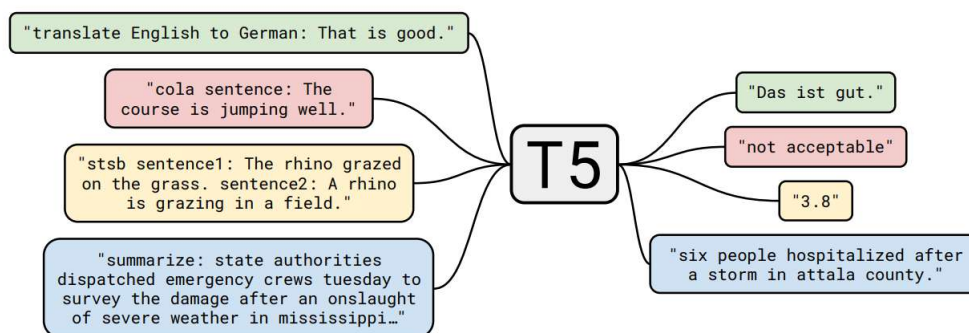 "translate English to German: That is good."
"cola sentence: The
course is jumping well."
"stsb sentence1: The rhino grazed
on the grass. sentence2: A rhino
is grazing in a field."
"summarize: state authorities
dispatched emergency crews tuesday to
survey the damage after an onslaught
of severe weather in mississippi…"
T5
"Das ist gut."
"not acceptable"
"3.8"
"six people hospitalized after
a storm in attala county."